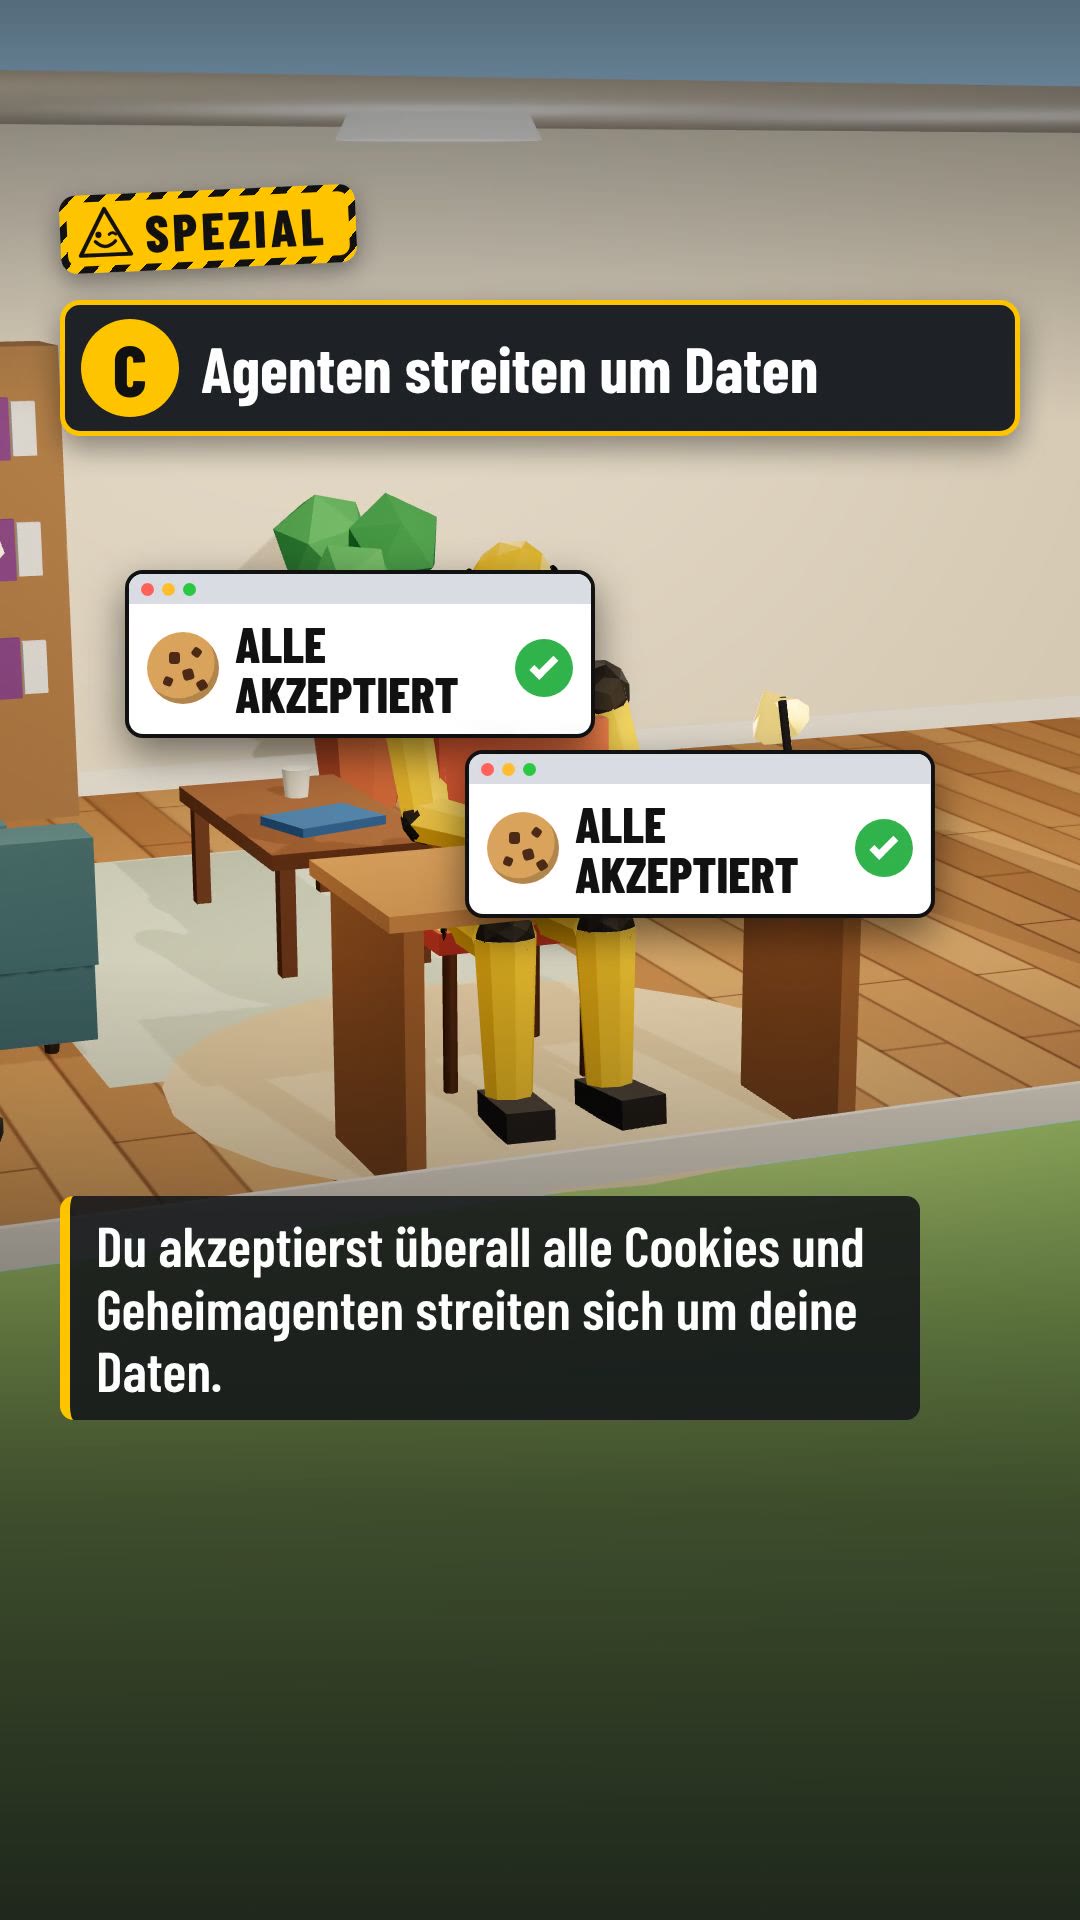 SPEZIAL
C Agenten streiten um Daten
ALLE
AKZEPTIERT
ALLE
AKZEPTIERT
Du akzeptierst überall alle Cookies und
Geheimagenten streiten sich um deine
Daten.